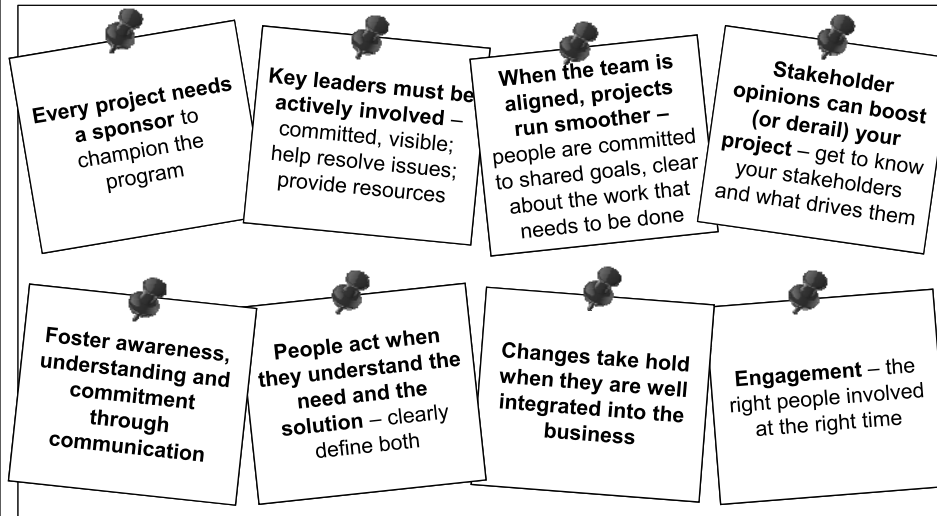 Every project needs
a sponsor to
champion the
program
Key leaders must be
actively involved –
committed, visible;
help resolve issues;
provide resources
When the team is
aligned, projects
run smoother –
people are committed
to shared goals, clear
about the work that
needs to be done
Stakeholder
opinions can boost
(or derail) your
project – get to know
your stakeholders
and what drives them
Foster awareness,
understanding and
commitment
through
communication
People act when
they understand the
need and the
solution – clearly
define both
Changes take hold
when they are well
integrated into the
business
Engagement – the
right people involved
at the right time